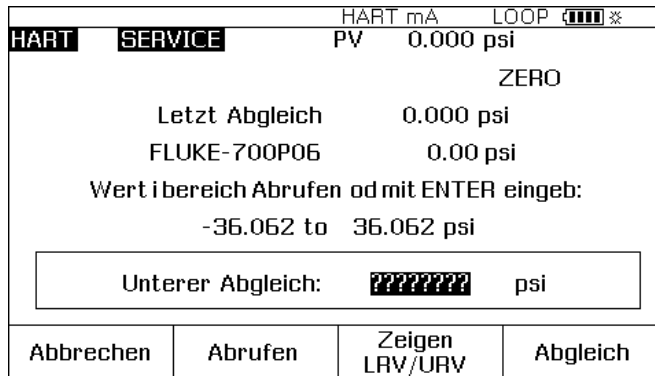 HART mA LOOP
HART SERVICE PV 0.000 psi
ZERO
Letzt Abgleich 0.000 psi
FLUKE-700P06 0.00 psi
Wert i bereich Abrufen od mit ENTER eingeb:
-36.062 to 36.062 psi
Unterer Abgleich: ???????? psi
Abbrechen Abrufen Zeigen LRV/URV Abgleich